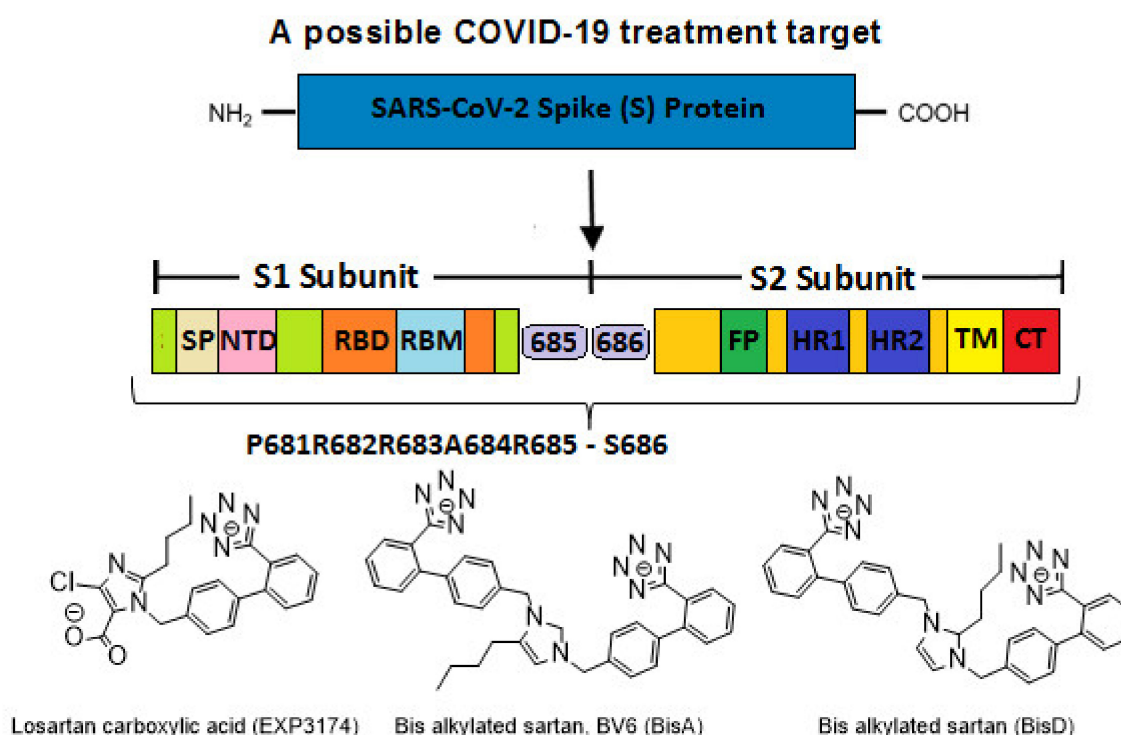 A possible COVID-19 treatment target
NH₂ SARS-CoV-2 Spike (S) Protein COOH
S1 Subunit S2 Subunit
SP NTD RBD RBM 685 686 FP HR1 HR2 TM CT
P681R682R683A684R685 - S686
N N N N ⊖ N N Cl N ⊖ O O
N N N N ⊖ N N N N ⊖ N N
N N N N ⊖ N N N N ⊖ N N
Losartan carboxylic acid (EXP3174) Bis alkylated sartan, BV6 (BisA) Bis alkylated sartan (BisD)